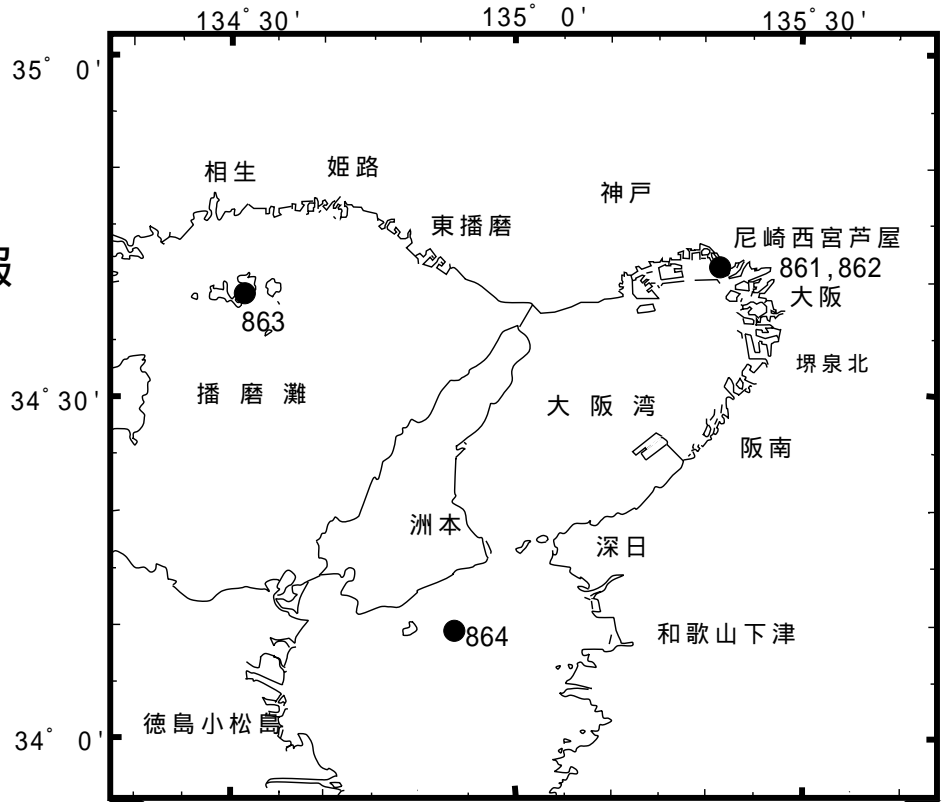 134° 30'
135° 0'
135° 30'
35° 0'
相生
姫路
神戸
東播磨
尼崎西宮芦屋
861,862
大阪
報
863
堺泉北
34° 30'
播磨灘
大阪湾
阪南
洲本
深日
864
和歌山下津
徳島小松島
34° 0'